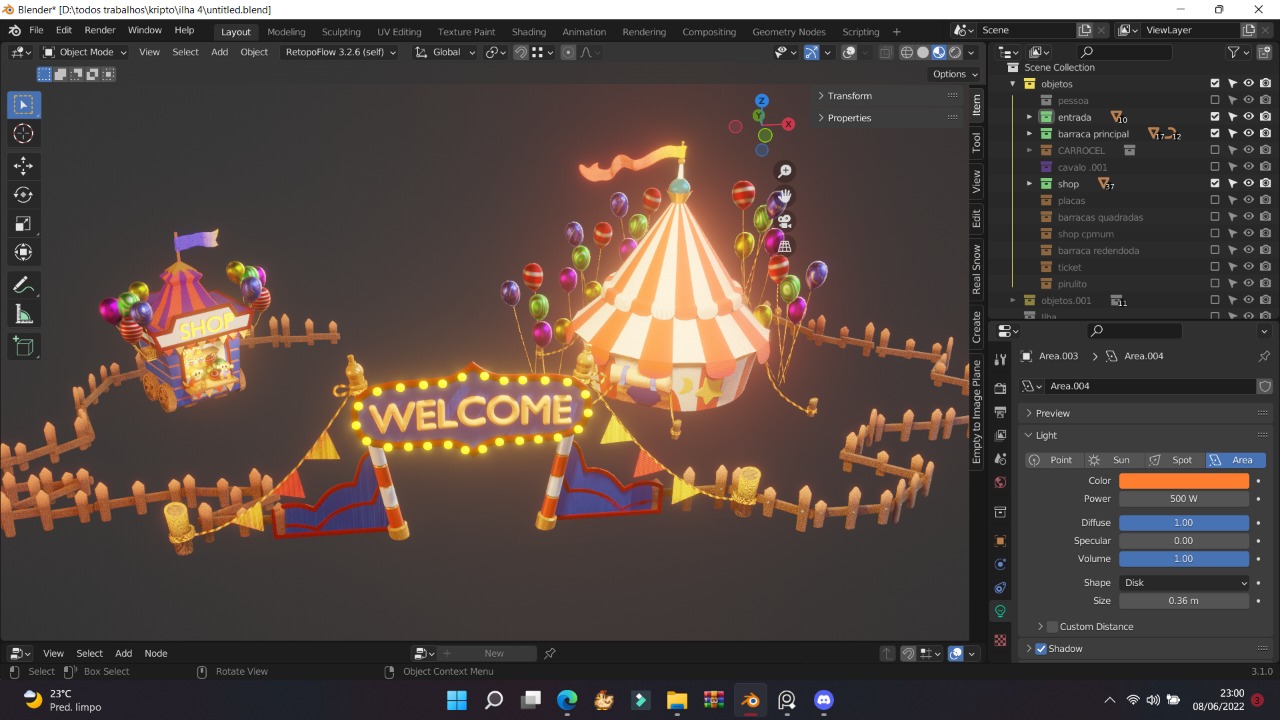 Blender* [D:\todos trabalhos\kripto\ilha 4\untitled.blend]
File Edit Render Window Help Layout Modeling Sculpting UV Editing Texture Paint Shading Animation Rendering Compositing Geometry Nodes Scripting + Scene ViewLayer
Object Mode View Select Add Object RetopoFlow 3.2.6 (self) Global
Options
Transform
Properties
Item
Tool
View
Edit
Real Snow
Create
Empty to Image Plane
Z
Y
X
SHOP
WELCOME
Scene Collection
objetos
pessoa
entrada 10
barraca principal 17 12
CARROCEL
cavalo .001
shop 37
placas
barracas quadradas
shop cpmum
barraca redendoda
ticket
pirulito
objetos.001 11
Ilha
Area.003 > Area.004
Area.004
Preview
Light
Point Sun Spot Area
Color
Power 500 W
Diffuse 1.00
Specular 0.00
Volume 1.00
Shape Disk
Size 0.36 m
Custom Distance
Shadow
View Select Add Node New
Select Box Select Rotate View Object Context Menu 3.1.0
23°C
Pred. limpo
23:00
08/06/2022
3